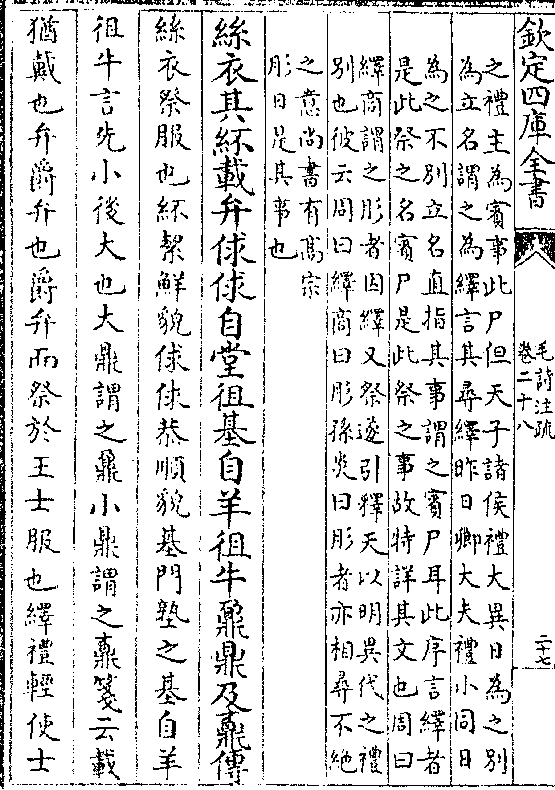 欽定四庫全書
毛詩注疏
卷二十八
二十七
之禮主為賓事此尸但天子諸侯禮大異日為之別
為立名謂之為繹言其尋繹昨日卿大夫禮小同日
為之不別立名直指其事謂之賓尸耳此序言繹者
是此祭之名賓尸是此祭之事故特詳其文也周曰
繹商謂之肜者因繹又祭遂引釋天以明異代之禮
別也彼云周曰繹商曰肜孫炎曰肜者亦相尋不絶
之意尚書有高宗
肜日是其事也
絲衣其紑載弁俅俅自堂徂基自羊徂牛鼐鼎及鼒傳
絲衣祭服也紑絜鮮貌俅俅恭順貌基門塾之基自羊
徂牛言先小後大也大鼎謂之鼐小鼎謂之鼒箋云載
猶戴也弁爵弁也爵弁而祭於王士服也繹禮輕使士